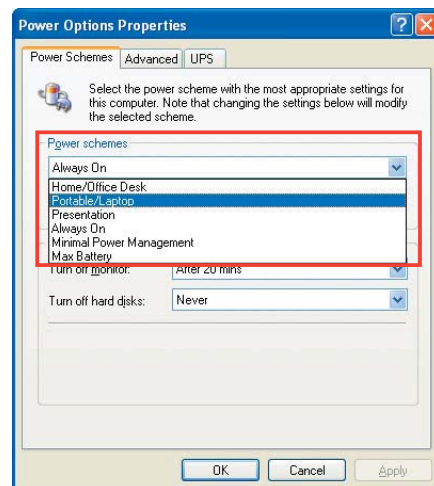 Power Options Properties
Power Schemes Advanced UPS
Select the power scheme with the most appropriate settings for
this computer. Note that changing the settings below will modify
the selected scheme.
Power schemes
Always On
Home/Office Desk
Portable/Laptop
Presentation
Always On
Minimal Power Management
Max Battery
Turn off monitor: After 20 mins
Turn off hard disks: Never
OK Cancel Apply